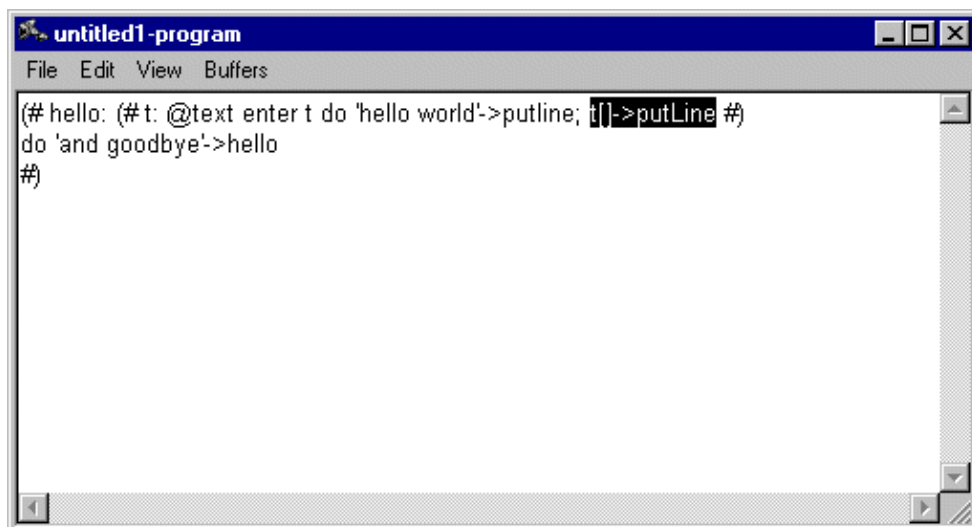 untitled1-program
File Edit View Buffers
(# hello: (# t: @text enter t do 'hello world'->putline; t[]->putLine #)
do 'and goodbye'->hello
#)